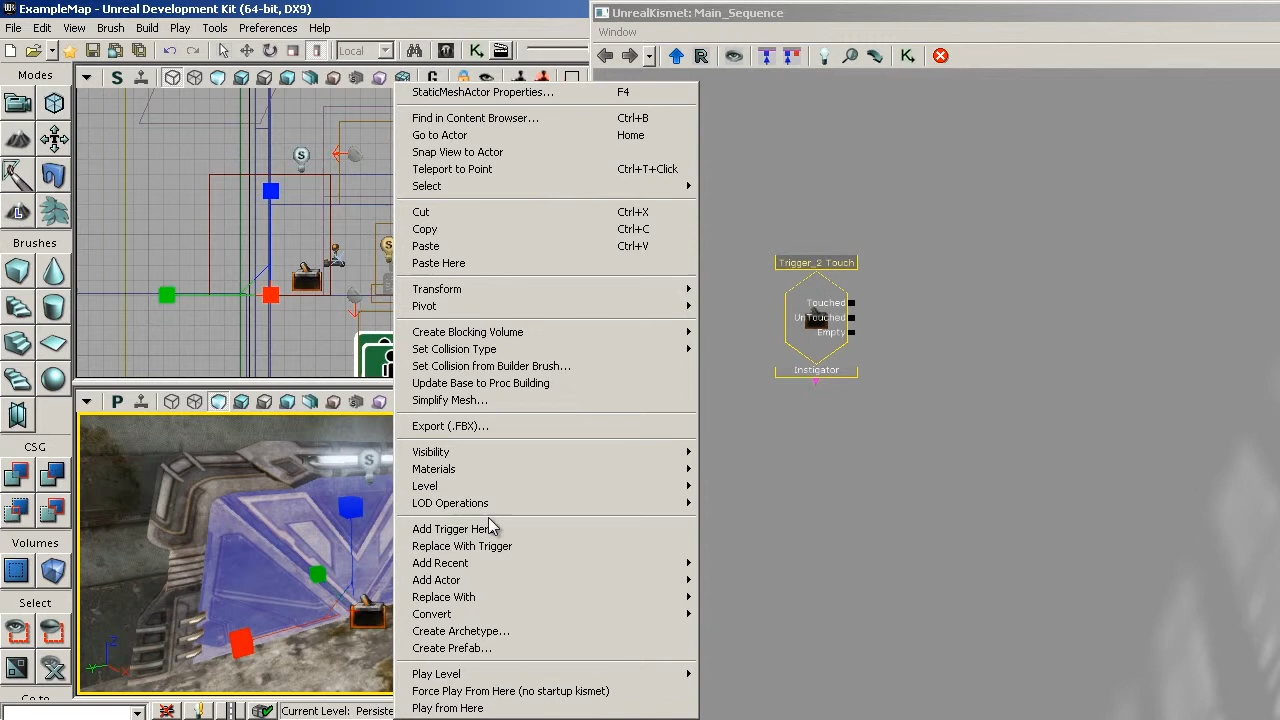 ExampleMap - Unreal Development Kit (64-bit, DX9)
File Edit View Brush Build Play Tools Preferences Help
Local
Modes
Brushes
CSG
Volumes
Select
Go to
StaticMeshActor Properties... F4
Find in Content Browser... Ctrl+B
Go to Actor Home
Snap View to Actor
Teleport to Point Ctrl+T+Click
Select
Cut Ctrl+X
Copy Ctrl+C
Paste Ctrl+V
Paste Here
Transform
Pivot
Create Blocking Volume
Set Collision Type
Set Collision from Builder Brush...
Update Base to Proc Building
Simplify Mesh...
Export (.FBX)...
Visibility
Materials
Level
LOD Operations
Add Trigger Here
Replace With Trigger
Add Recent
Add Actor
Replace With
Convert
Create Archetype...
Create Prefab...
Play Level
Force Play From Here (no startup kismet)
Play from Here
Current Level: Persiste
UnrealKismet: Main_Sequence
Window
Trigger_2 Touch
Touched
UnTouched
Empty
Instigator